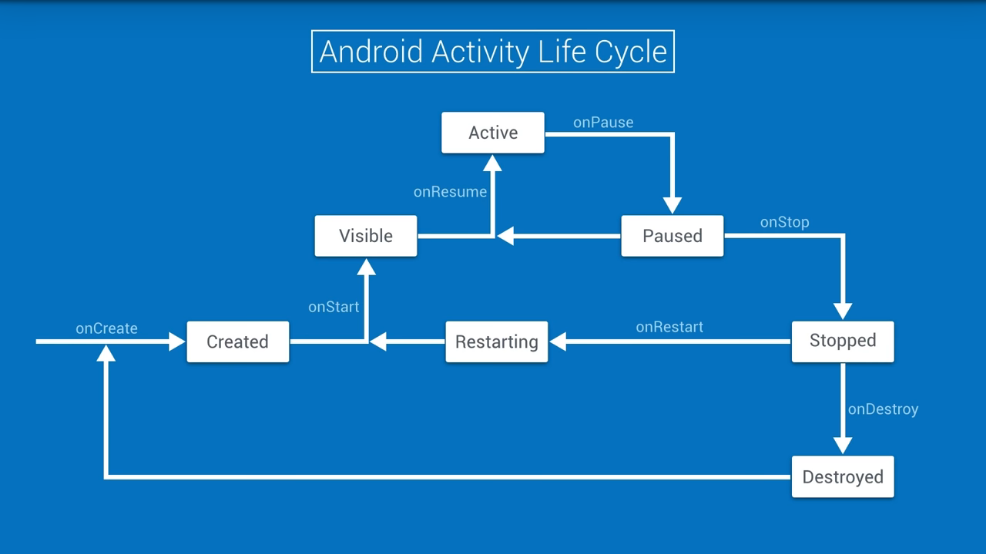 Android Activity Life Cycle
Active
onPause
onResume
Visible
Paused
onStop
onStart
onCreate
Created
Restarting
onRestart
Stopped
onDestroy
Destroyed